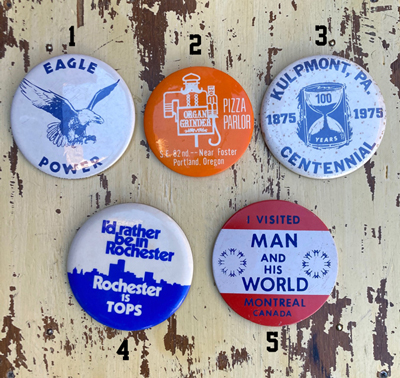 1
2
3
EAGLE
POWER
ORGAN
GRINDER
PIZZA
PARLOR
S.E. 82nd - Near Foster
Portland, Oregon
KULPMONT, PA.
100
1875
1975
YEARS
CENTENNIAL
I'd rather
be in
Rochester
Rochester
IS
TOPS
I VISITED
MAN
AND
HIS
WORLD
MONTREAL
CANADA
4
5